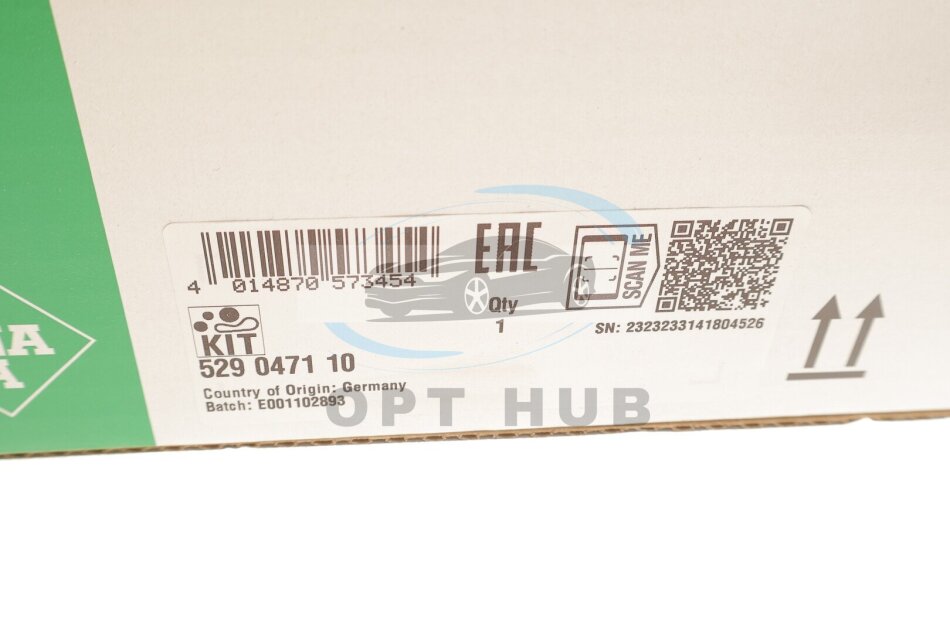 EAC
SCAN ME
4 014870 573454
Qty
1
SN: 2323233141804526
KIT
529 0471 10
Country of Origin: Germany
Batch: E001102893
OPT HUB